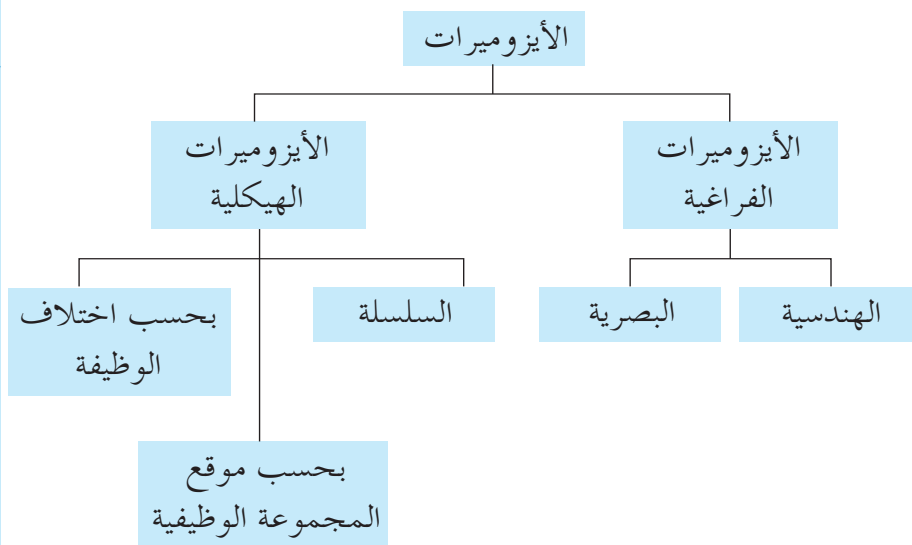 الأيزوميرات
الأيزوميرات
الفراغية
الأيزوميرات
الهيكلية
الهندسية
البصرية
السلسلة
بحسب اختلاف
الوظيفة
بحسب موقع
المجموعة الوظيفية